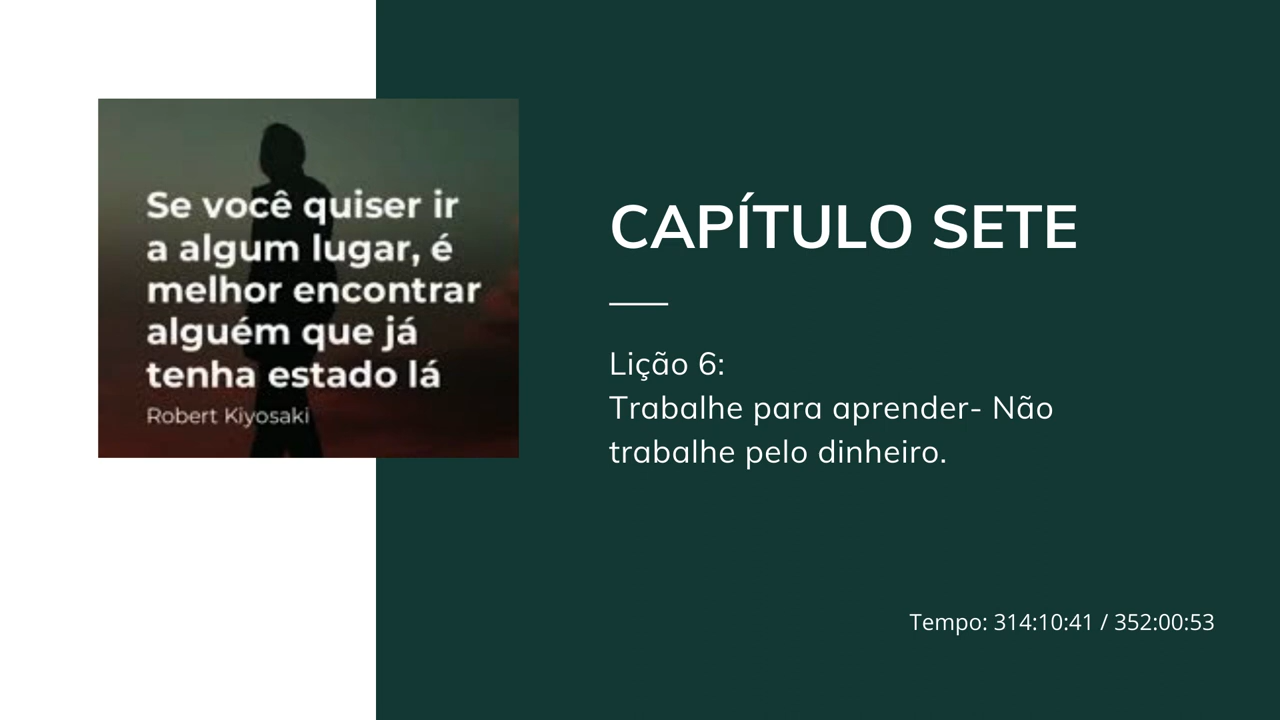 Se você quiser ir
a algum lugar, é
melhor encontrar
alguém que já
tenha estado lá
Robert Kiyosaki
CAPÍTULO SETE
Lição 6:
Trabalhe para aprender- Não
trabalhe pelo dinheiro.
Tempo: 314:10:41 / 352:00:53